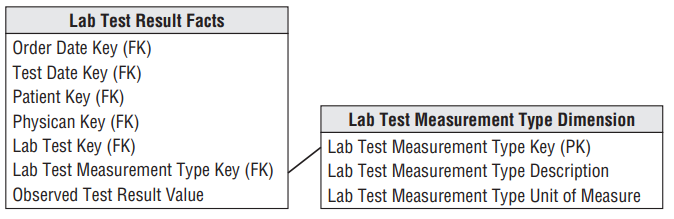 Lab Test Result Facts
Order Date Key (FK)
Test Date Key (FK)
Patient Key (FK)
Physican Key (FK)
Lab Test Key (FK)
Lab Test Measurement Type Key (FK)
Observed Test Result Value
Lab Test Measurement Type Dimension
Lab Test Measurement Type Key (PK)
Lab Test Measurement Type Description
Lab Test Measurement Type Unit of Measure